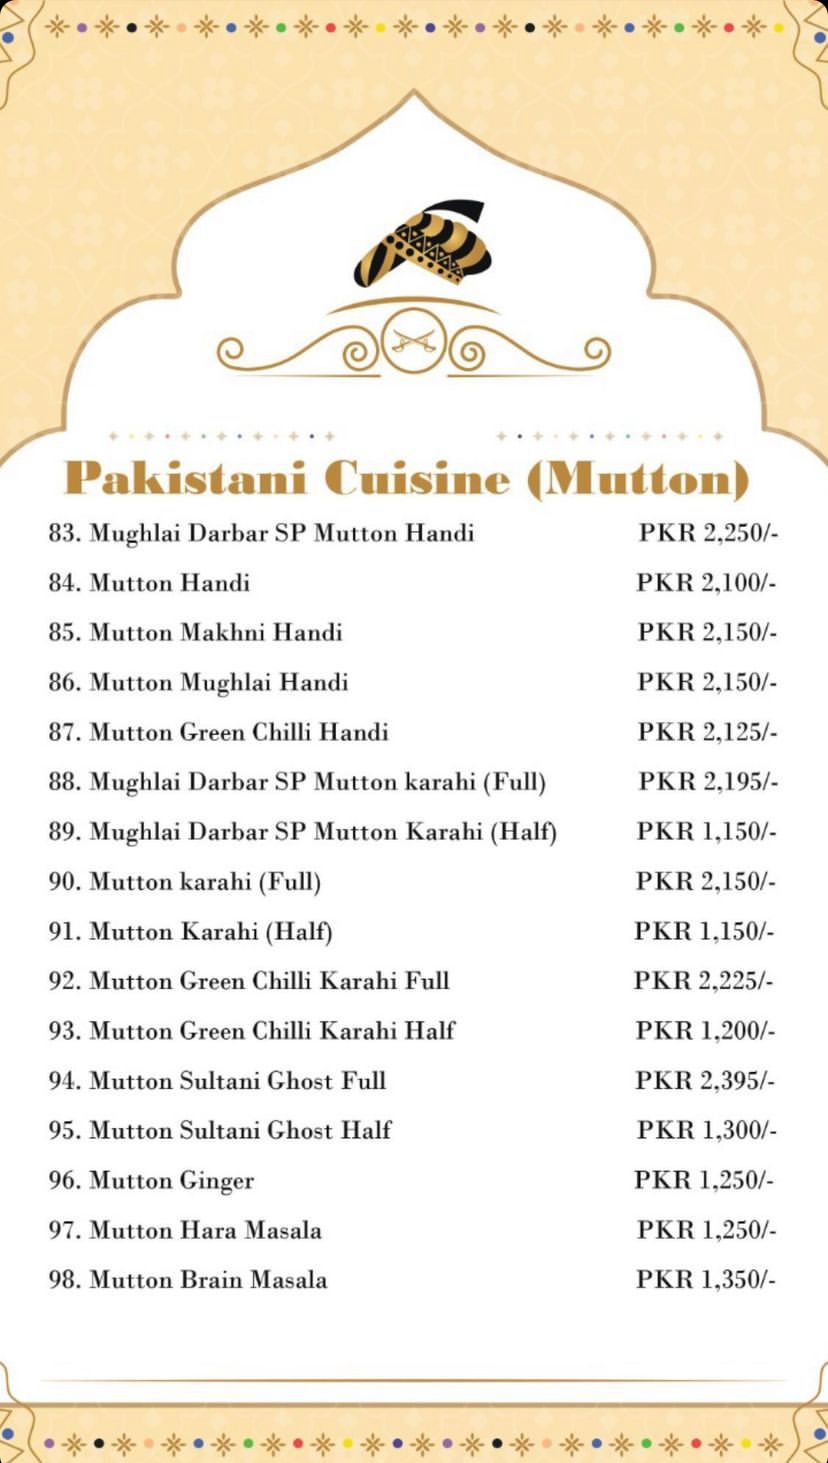 Pakistani Cuisine (Mutton)
83. Mughlai Darbar SP Mutton Handi PKR 2,250/-
84. Mutton Handi PKR 2,100/-
85. Mutton Makhni Handi PKR 2,150/-
86. Mutton Mughlai Handi PKR 2,150/-
87. Mutton Green Chilli Handi PKR 2,125/-
88. Mughlai Darbar SP Mutton karahi (Full) PKR 2,195/-
89. Mughlai Darbar SP Mutton Karahi (Half) PKR 1,150/-
90. Mutton karahi (Full) PKR 2,150/-
91. Mutton Karahi (Half) PKR 1,150/-
92. Mutton Green Chilli Karahi Full PKR 2,225/-
93. Mutton Green Chilli Karahi Half PKR 1,200/-
94. Mutton Sultani Ghost Full PKR 2,395/-
95. Mutton Sultani Ghost Half PKR 1,300/-
96. Mutton Ginger PKR 1,250/-
97. Mutton Hara Masala PKR 1,250/-
98. Mutton Brain Masala PKR 1,350/-